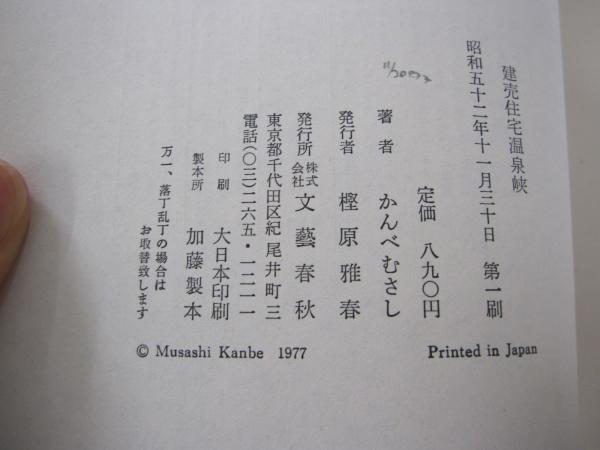 建売住宅温泉峡
昭和五十二年十一月三十日　第一刷
定価　八九〇円
著者　かんべむさし
発行者　樫原雅春
発行所　株式会社　文藝春秋
東京都千代田区紀尾井町三
電話(〇三)二六五・一二一一
印刷　大日本印刷
製本所　加藤製本
万一、落丁乱丁の場合は
お取替致します
© Musashi Kanbe 1977
Printed in Japan